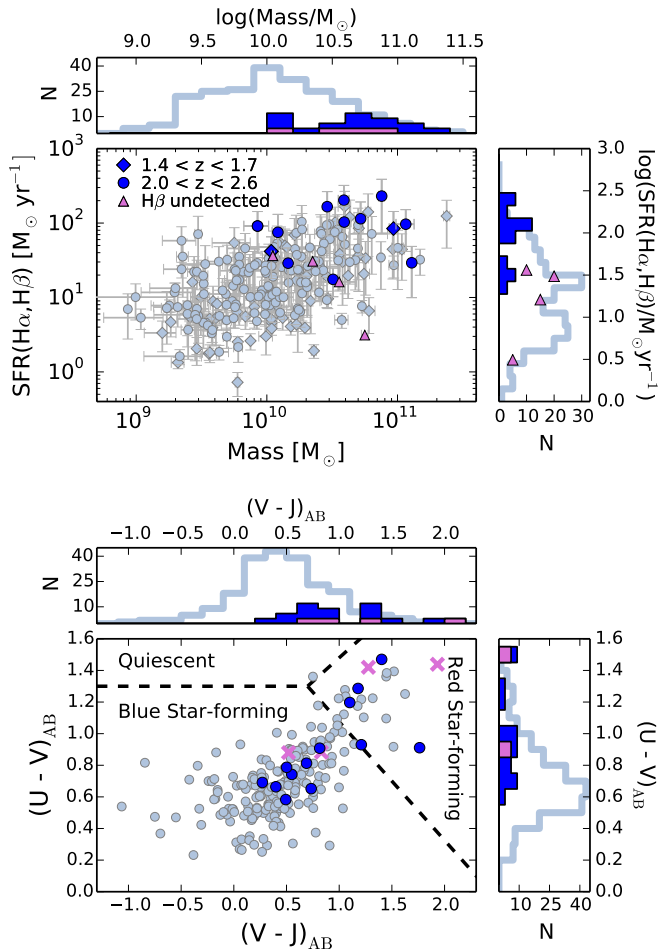 log(Mass/M⊙)
9.0 9.5 10.0 10.5 11.0 11.5
N
40
25
10
SFR(Hα,Hβ) [M⊙ yr⁻¹]
10³
10²
10¹
10⁰
1.4 < z < 1.7
2.0 < z < 2.6
Hβ undetected
10⁹ 10¹⁰ 10¹¹
Mass [M⊙]
3.0
2.5
2.0
1.5
1.0
0.5
0.0
log(SFR(Hα,Hβ)/M⊙yr⁻¹)
0 10 20 30
N
(V - J)AB
−1.0 −0.5 0.0 0.5 1.0 1.5 2.0
N
40
25
10
(U - V)AB
1.6
1.4
1.2
1.0
0.8
0.6
0.4
0.2
0.0
Quiescent
Blue Star-forming
Red Star-forming
−1.0 −0.5 0.0 0.5 1.0 1.5 2.0
(V - J)AB
1.6
1.4
1.2
1.0
0.8
0.6
0.4
0.2
0.0
(U - V)AB
10 25 40
N